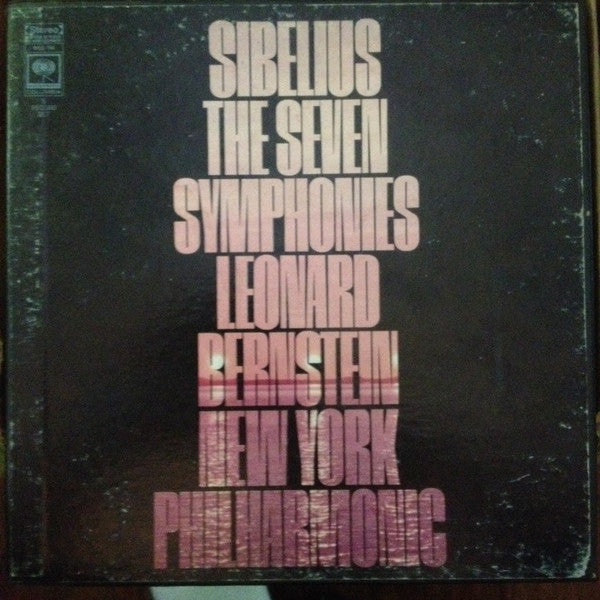 SIBELIUS
THE SEVEN
SYMPHONIES
LEONARD
BERNSTEIN
NEW YORK
PHILHARMONIC